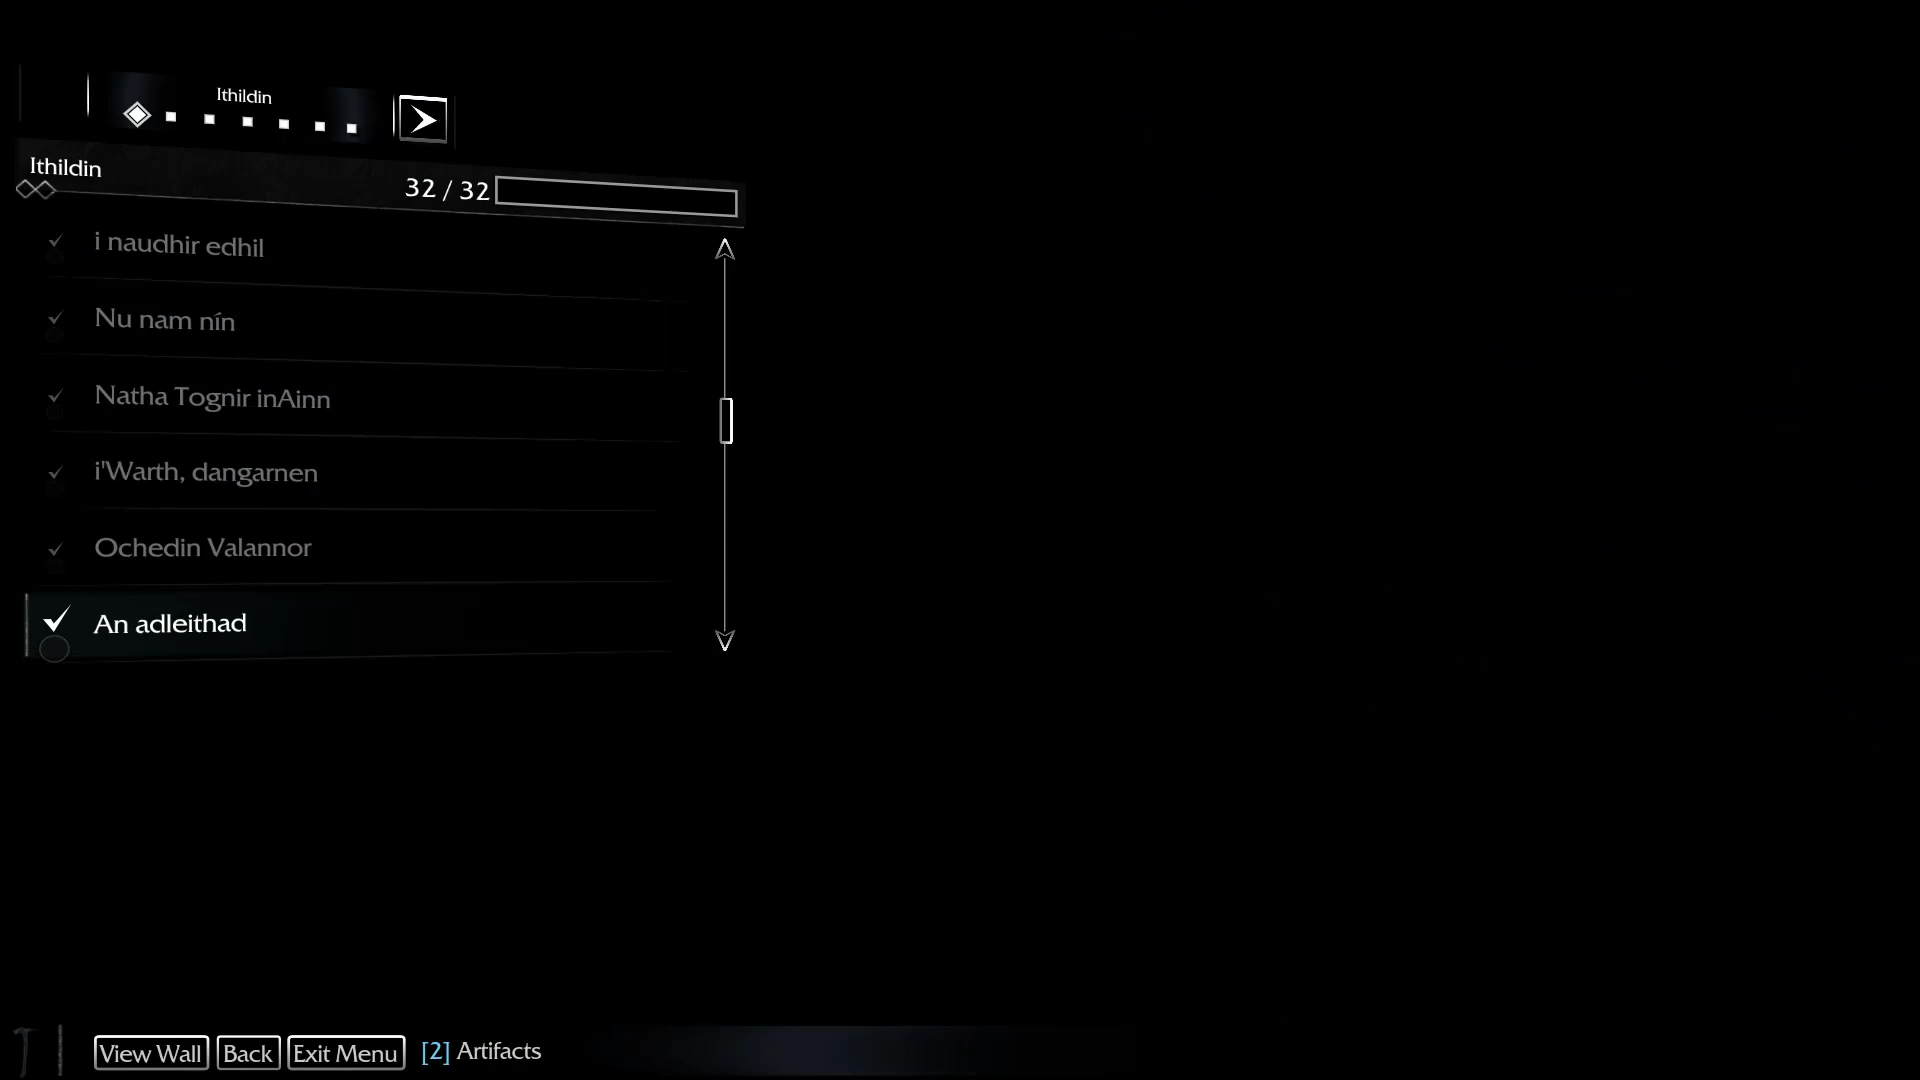 Ithildin
Ithildin
32 / 32
i naudhir edhil
Nu nam nín
Natha Tognir inAinn
i'Warth, dangarnen
Ochedin Valannor
An adleithad
View Wall Back Exit Menu [2] Artifacts